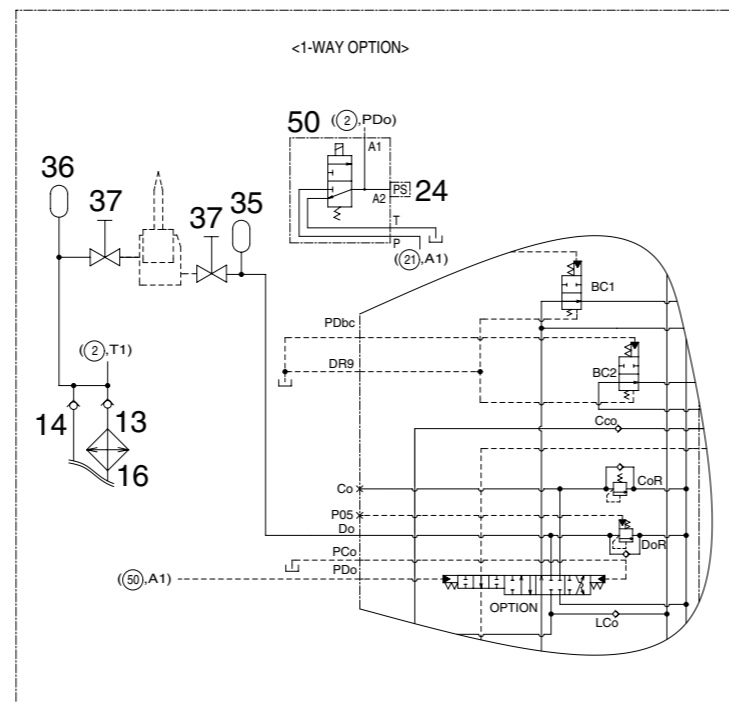 <1-WAY OPTION>
50
(②,PDo)
A1
36
37
37
35
PS
24
A2
T
P
(㉑,A1)
BC1
PDbc
DR9
BC2
(②,T1)
14
13
16
Cco
Co
CoR
P05
Do
DoR
PCo
PDo
(㊿,A1)
OPTION
LCo